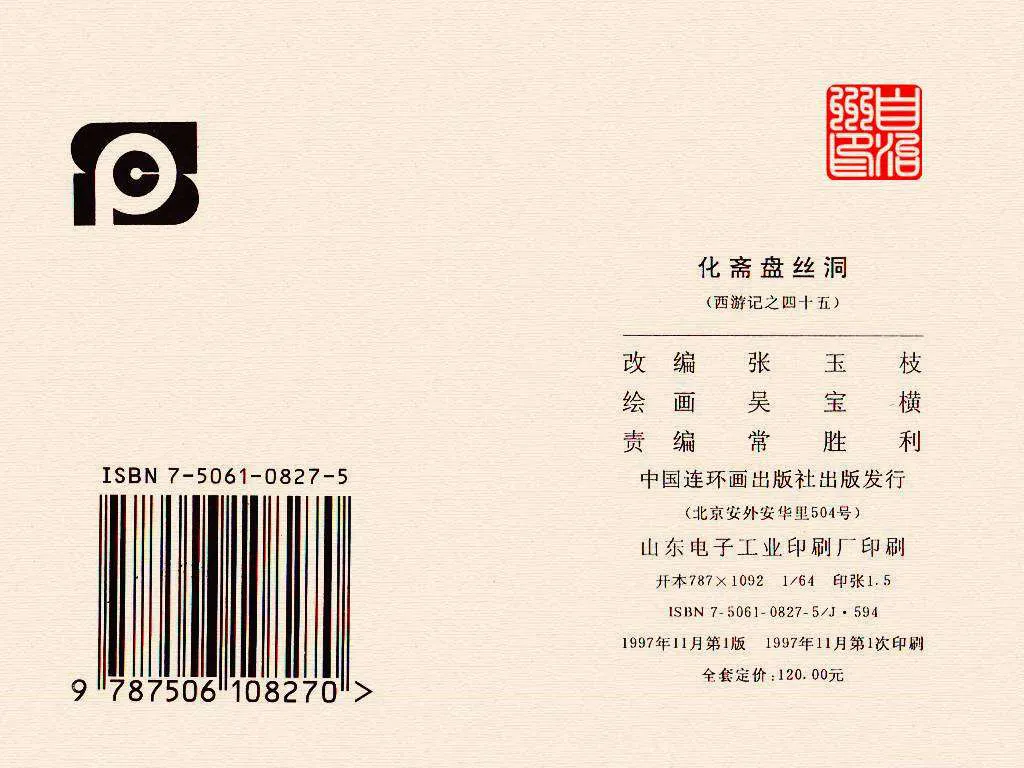 化斋盘丝洞
（西游记之四十五）
改编 张玉枝
绘画 吴宝横
责编 常胜利
中国连环画出版社出版发行
（北京安外安华里504号）
山东电子工业印刷厂印刷
开本787×1092 1/64 印张1.5
ISBN 7-5061-0827-5/J·594
1997年11月第1版 1997年11月第1次印刷
全套定价:120.00元
ISBN 7-5061-0827-5
9 787506 108270 >